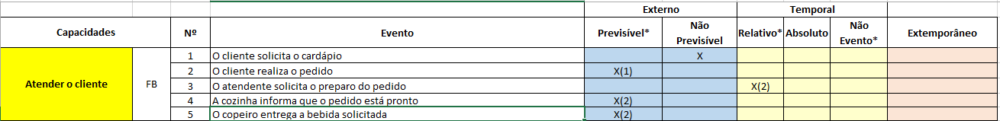 Externo Temporal
Capacidades Nº Evento Previsível* Não Previsível Relativo* Absoluto Não Evento* Extemporâneo
Atender o cliente FB
1 O cliente solicita o cardápio X
2 O cliente realiza o pedido X(1)
3 O atendente solicita o preparo do pedido X(2)
4 A cozinha informa que o pedido está pronto X(2)
5 O copeiro entrega a bebida solicitada X(2)